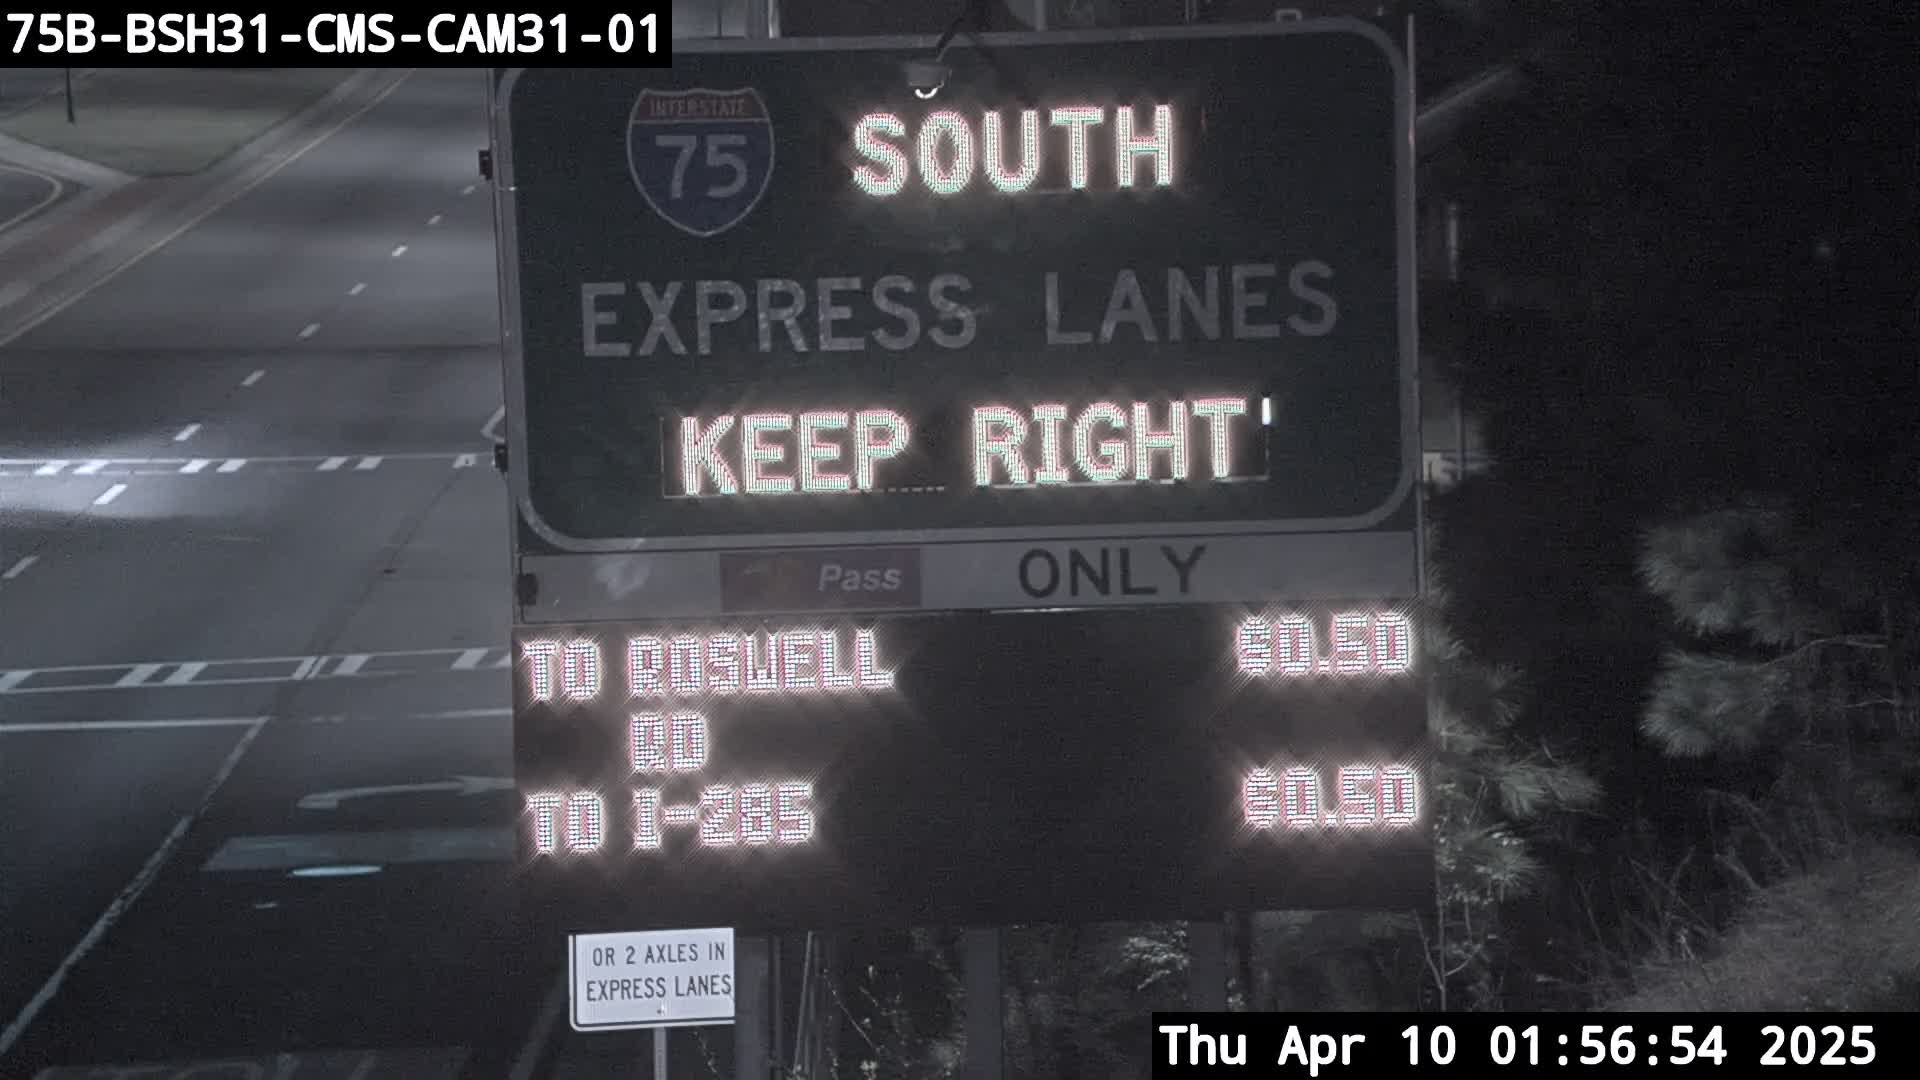 75B-BSH31-CMS-CAM31-01
INTERSTATE
75
SOUTH
EXPRESS LANES
KEEP RIGHT
Pass ONLY
TO ROSWELL $0.50
RD
TO I-285 $0.50
OR 2 AXLES IN
EXPRESS LANES
Thu Apr 10 01:56:54 2025